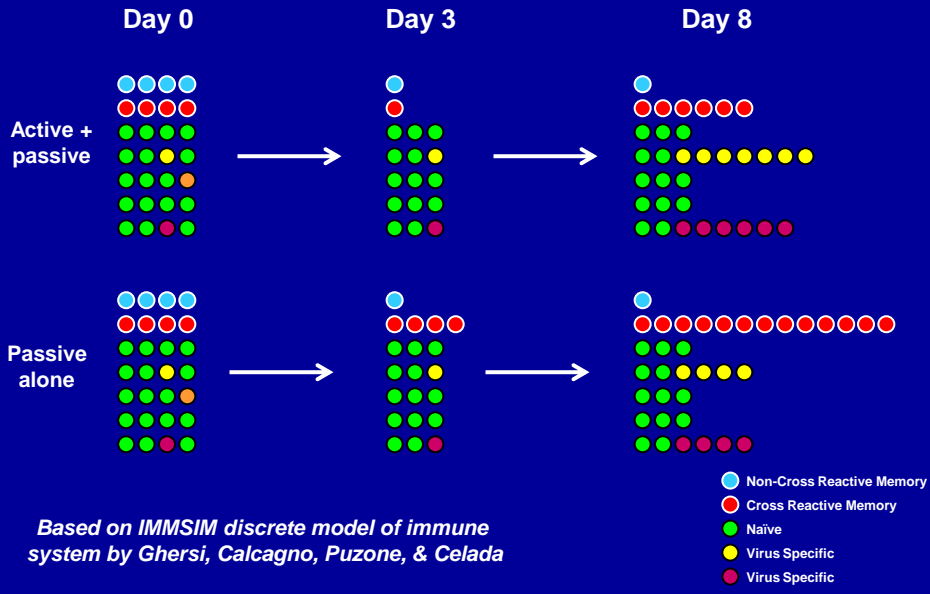 Day 0
Day 3
Day 8
Active +
passive
Passive
alone
Non-Cross Reactive Memory
Cross Reactive Memory
Naïve
Virus Specific
Virus Specific
Based on IMMSIM discrete model of immune
system by Ghersi, Calcagno, Puzone, & Celada